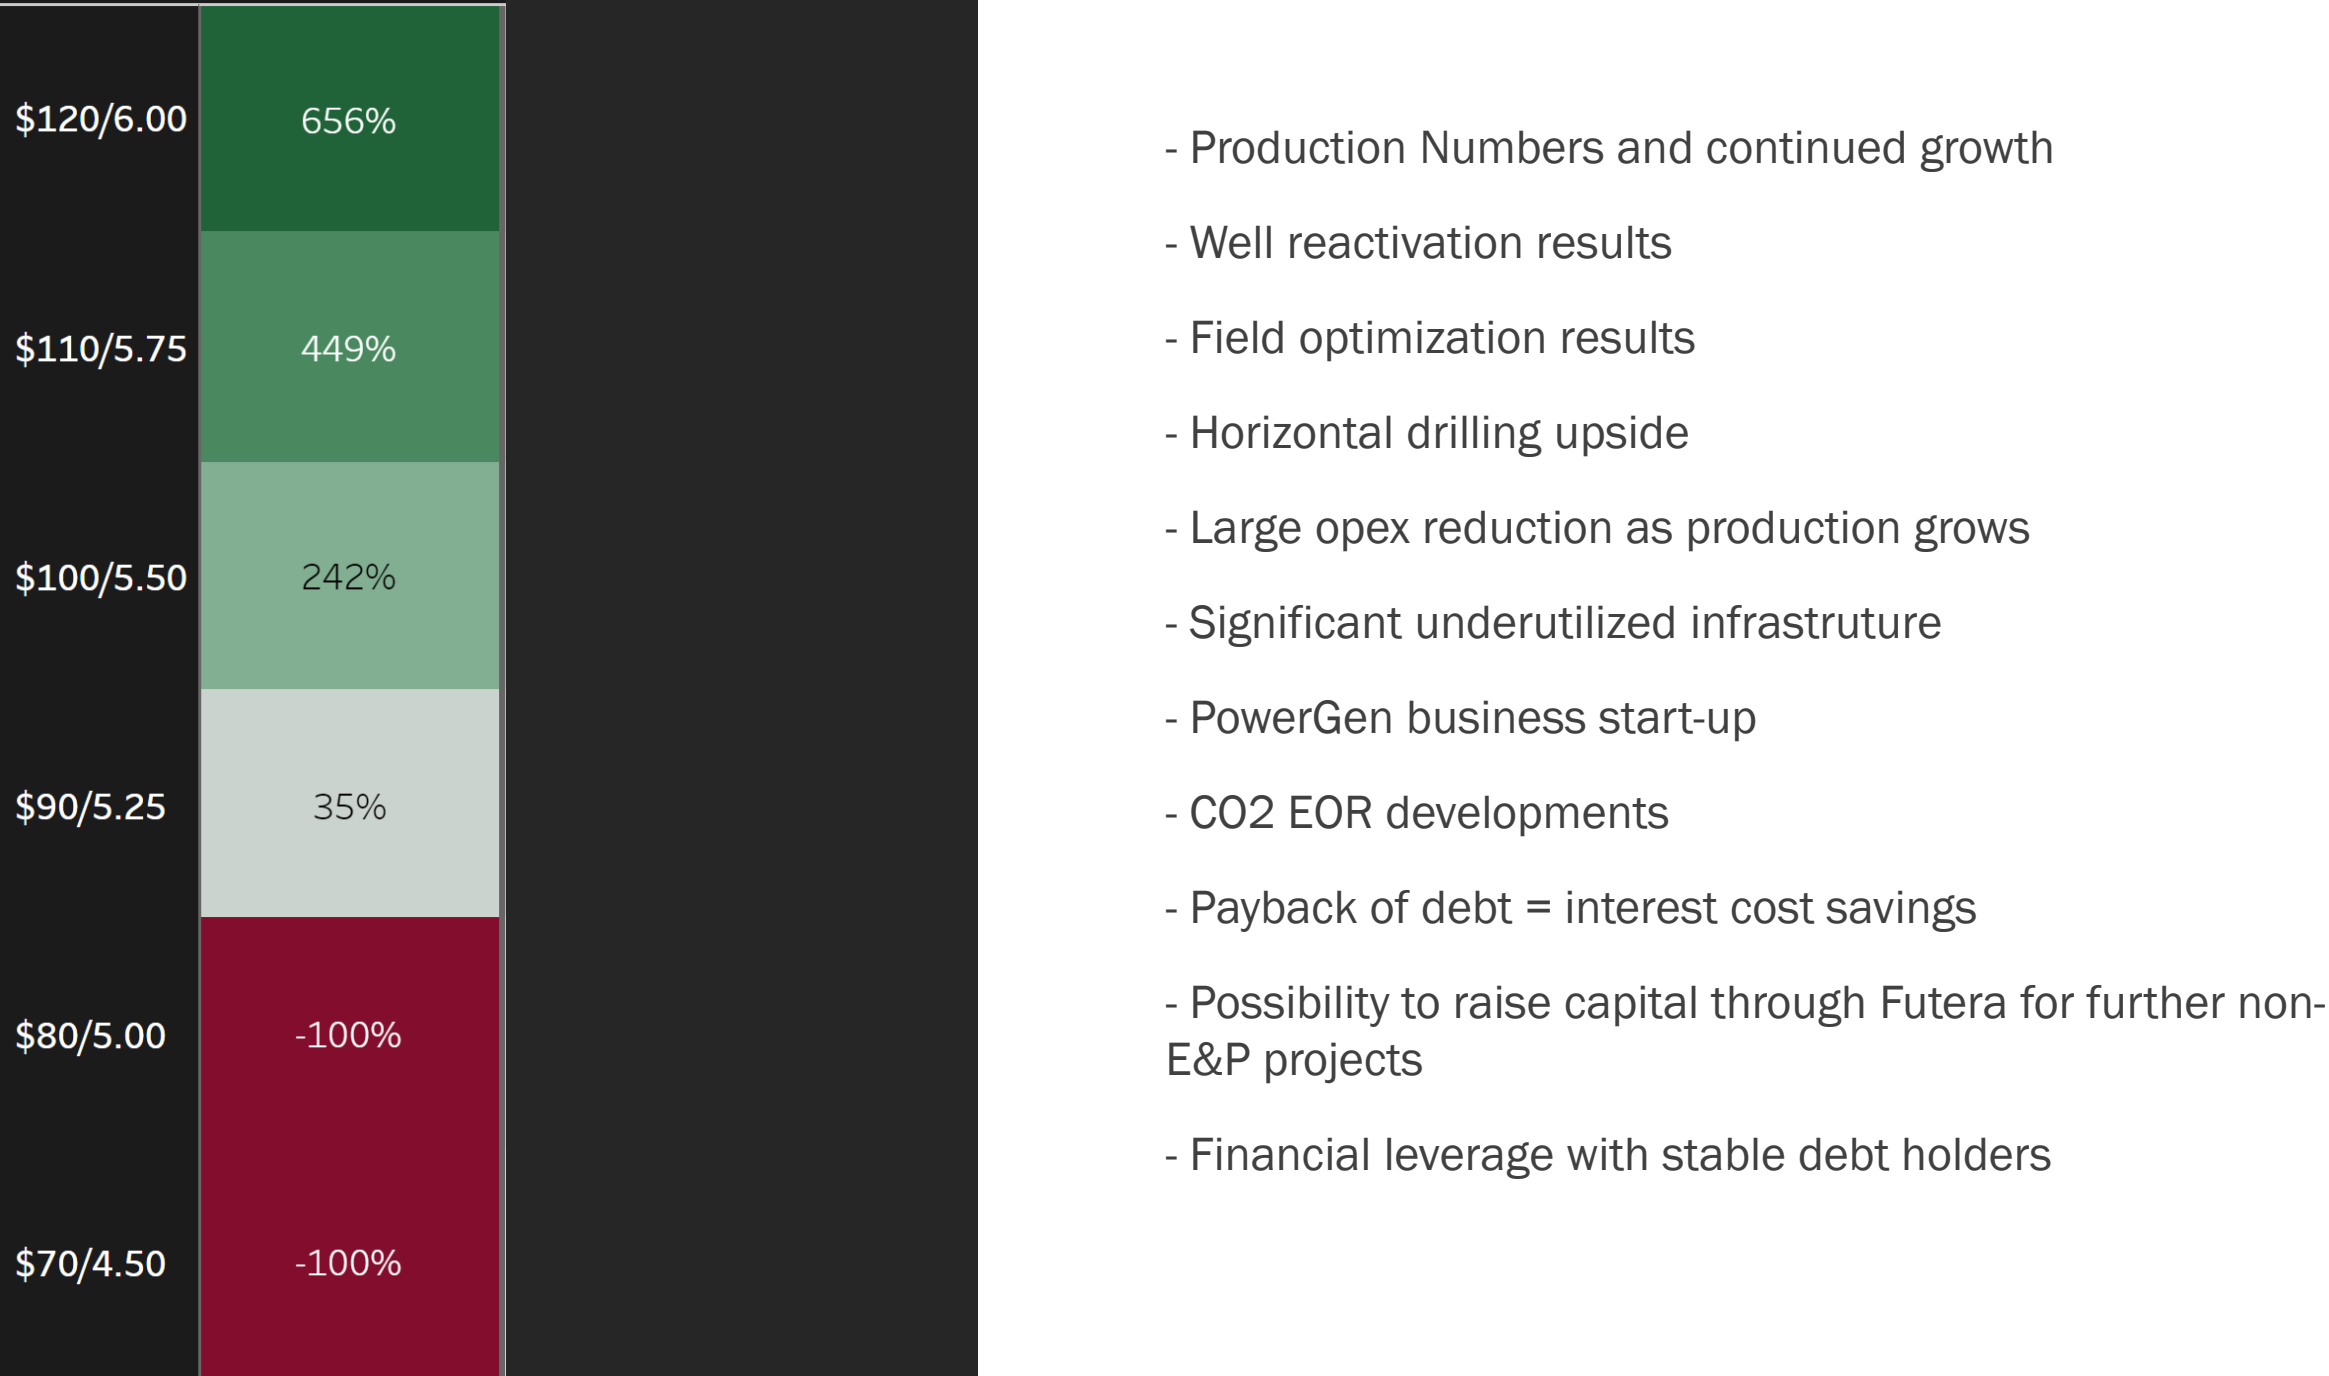 $120/6.00 656%
$110/5.75 449%
$100/5.50 242%
$90/5.25 35%
$80/5.00 -100%
$70/4.50 -100%
- Production Numbers and continued growth
- Well reactivation results
- Field optimization results
- Horizontal drilling upside
- Large opex reduction as production grows
- Significant underutilized infrastruture
- PowerGen business start-up
- CO2 EOR developments
- Payback of debt = interest cost savings
- Possibility to raise capital through Futera for further non-
E&P projects
- Financial leverage with stable debt holders